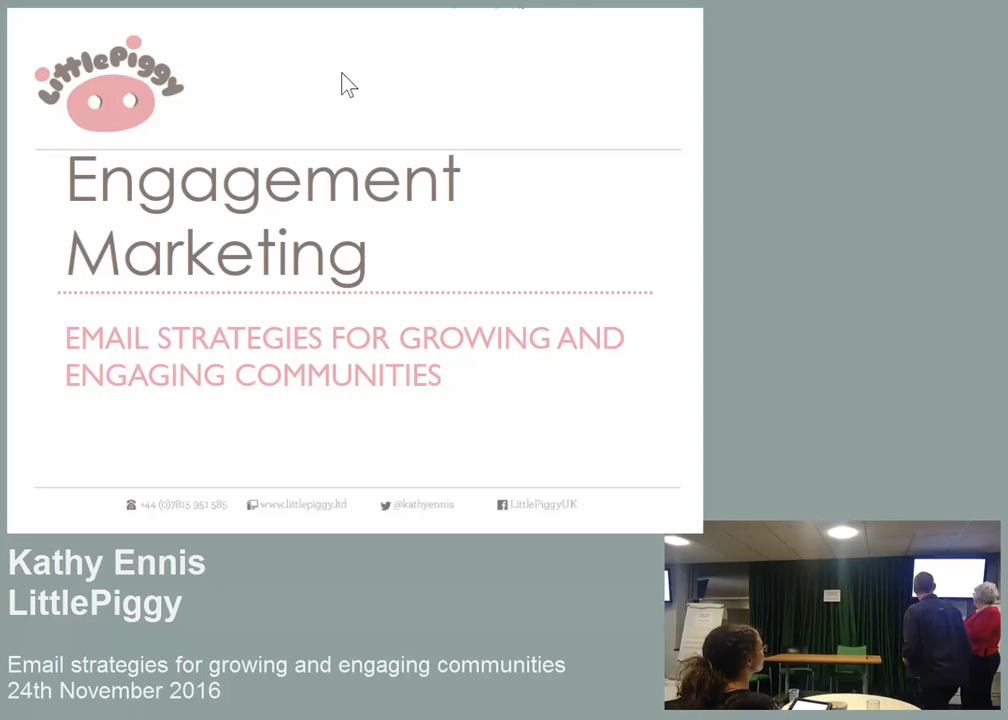 LittlePiggy
Engagement
Marketing
EMAIL STRATEGIES FOR GROWING AND
ENGAGING COMMUNITIES
+44 (0)7815 951 585 www.littlepiggy.ltd @kathyennis LittlePiggyUK
Kathy Ennis
LittlePiggy
Email strategies for growing and engaging communities
24th November 2016